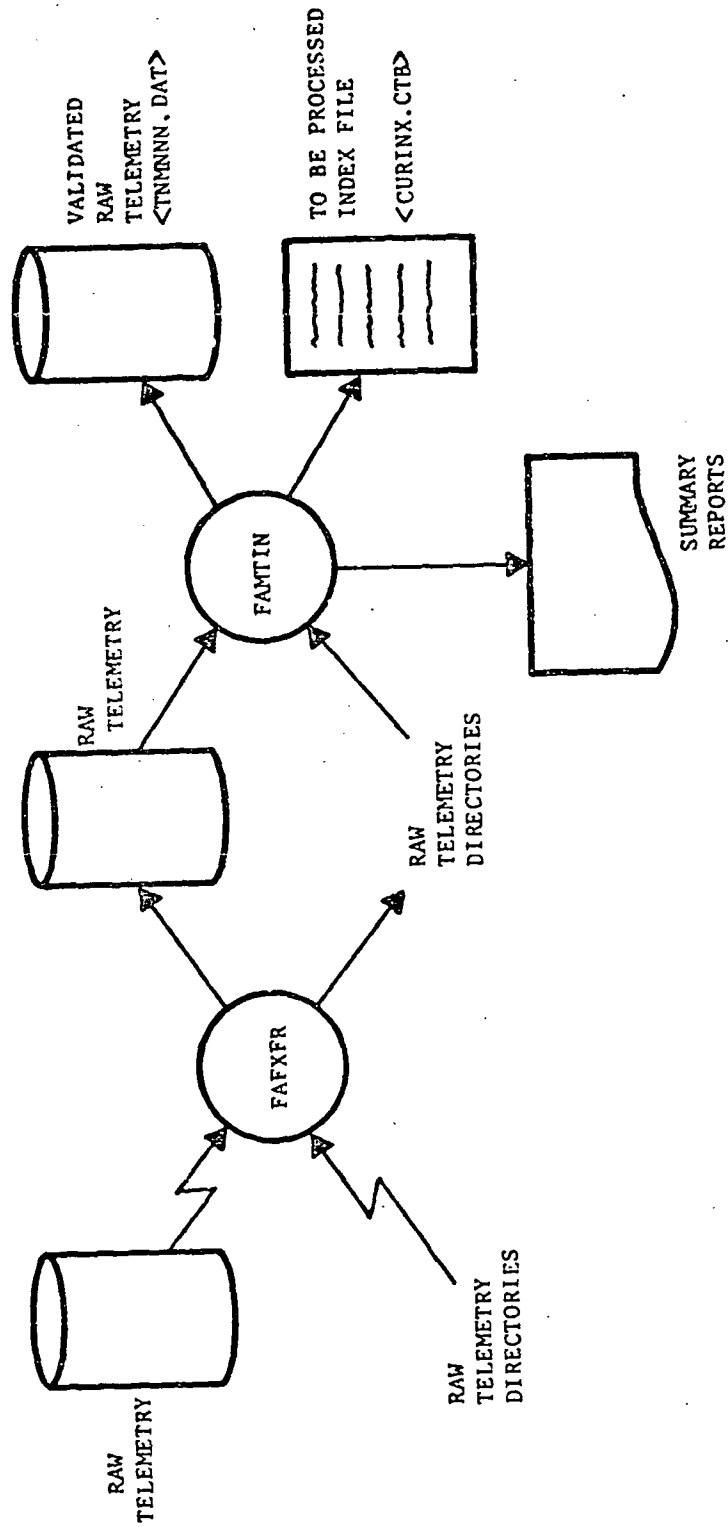 RAW
TELEMETRY
RAW
TELEMETRY
DIRECTORIES
FAFXFR
RAW
TELEMETRY
RAW
TELEMETRY
DIRECTORIES
FAMTIN
VALIDATED
RAW
TELEMETRY
<TNMNNN.DAT>
TO BE PROCESSED
INDEX FILE
<CURINX.CTB>
SUMMARY
REPORTS